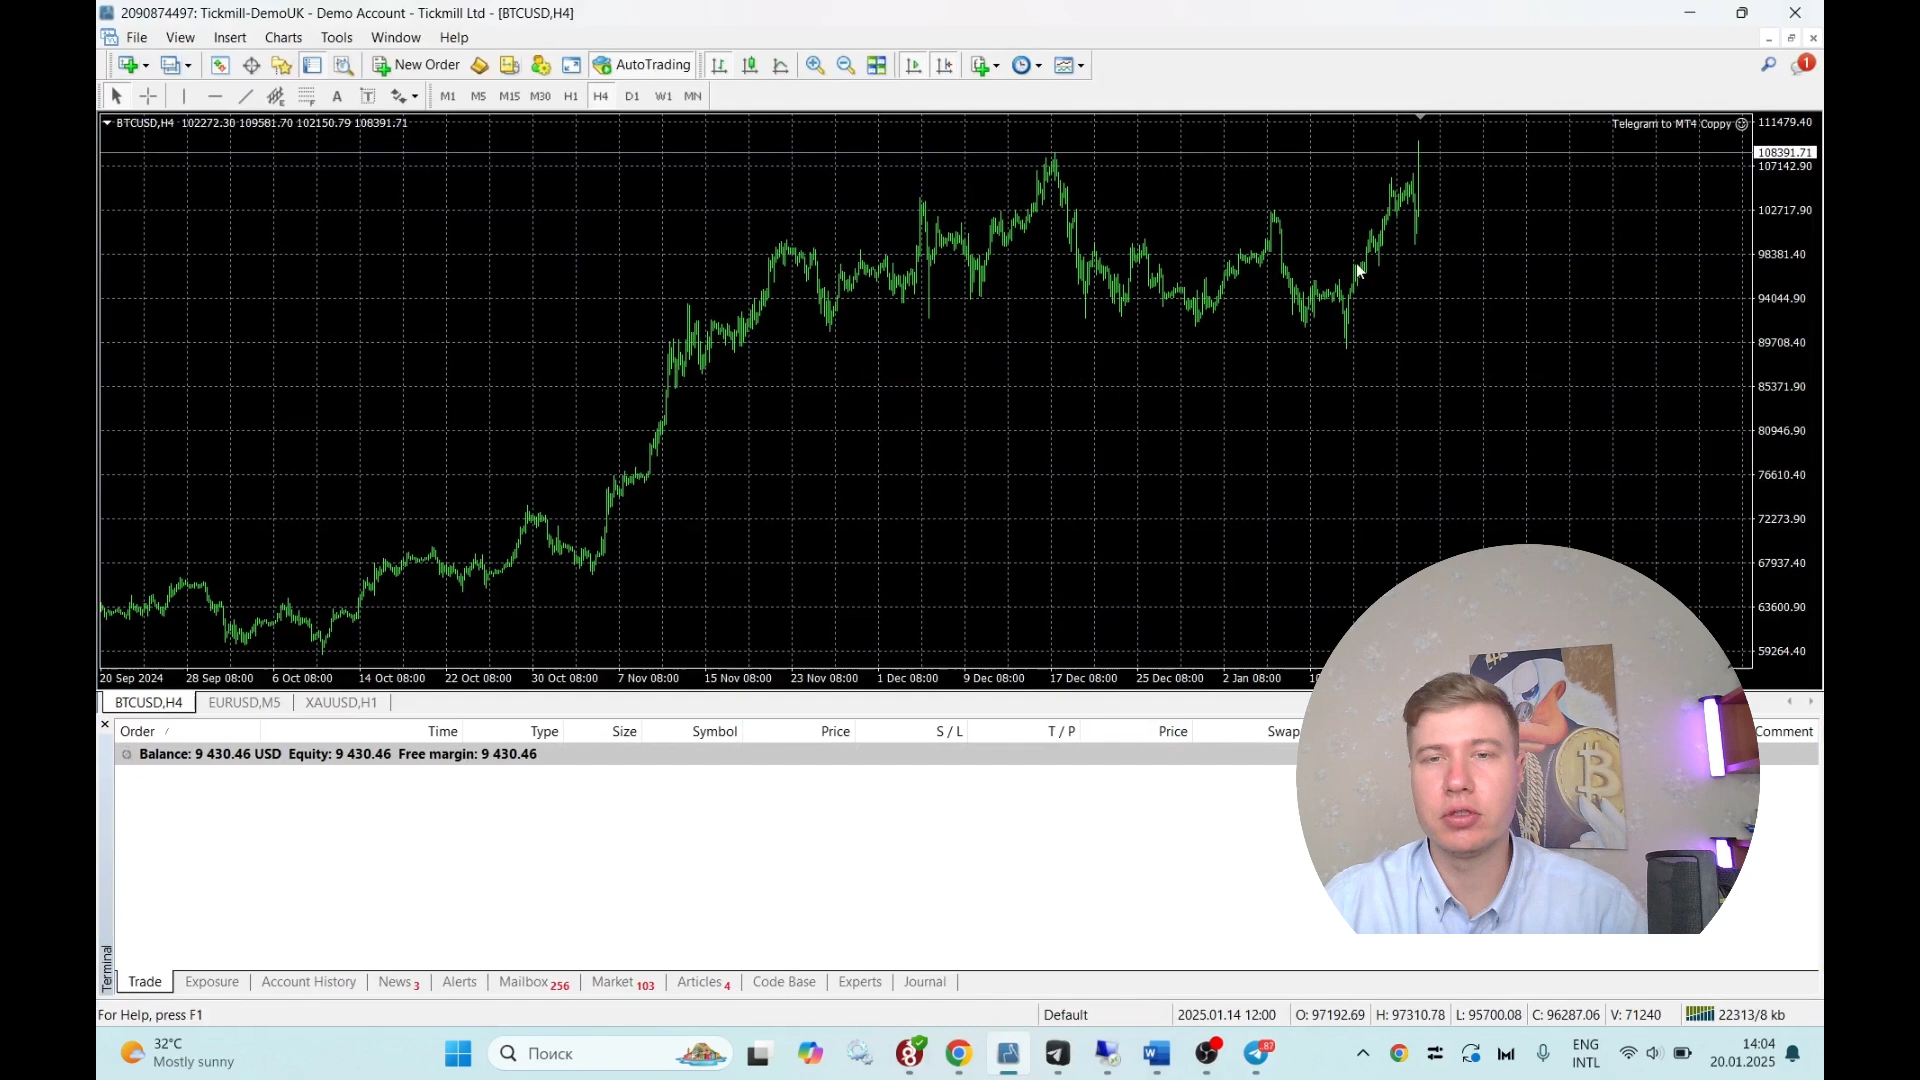 2090874497: Tickmill-DemoUK - Demo Account - Tickmill Ltd - [BTCUSD,H4]
File View Insert Charts Tools Window Help
New Order AutoTrading 1
A T M1 M5 M15 M30 H1 H4 D1 W1 MN
BTCUSD,H4 102272.30 109581.70 102150.79 108391.71
Telegram to MT4 Coppy
111479.40
108391.71
107142.90
102717.90
98381.40
94044.90
89708.40
85371.90
80946.90
76610.40
72273.90
67937.40
63600.90
59264.40
20 Sep 2024 28 Sep 08:00 6 Oct 08:00 14 Oct 08:00 22 Oct 08:00 30 Oct 08:00 7 Nov 08:00 15 Nov 08:00 23 Nov 08:00 1 Dec 08:00 9 Dec 08:00 17 Dec 08:00 25 Dec 08:00 2 Jan 08:00
BTCUSD,H4 EURUSD,M5 XAUUSD,H1
Order Time Type Size Symbol Price S / L T / P Price Swap Comment
Balance: 9 430.46 USD Equity: 9 430.46 Free margin: 9 430.46
Terminal
Trade Exposure Account History News 3 Alerts Mailbox 256 Market 103 Articles 4 Code Base Experts Journal
For Help, press F1 Default 2025.01.14 12:00 O: 97192.69 H: 97310.78 L: 95700.08 C: 96287.06 V: 71240 22313/8 kb
32°C
Mostly sunny
Поиск
87
ENG
INTL
14:04
20.01.2025